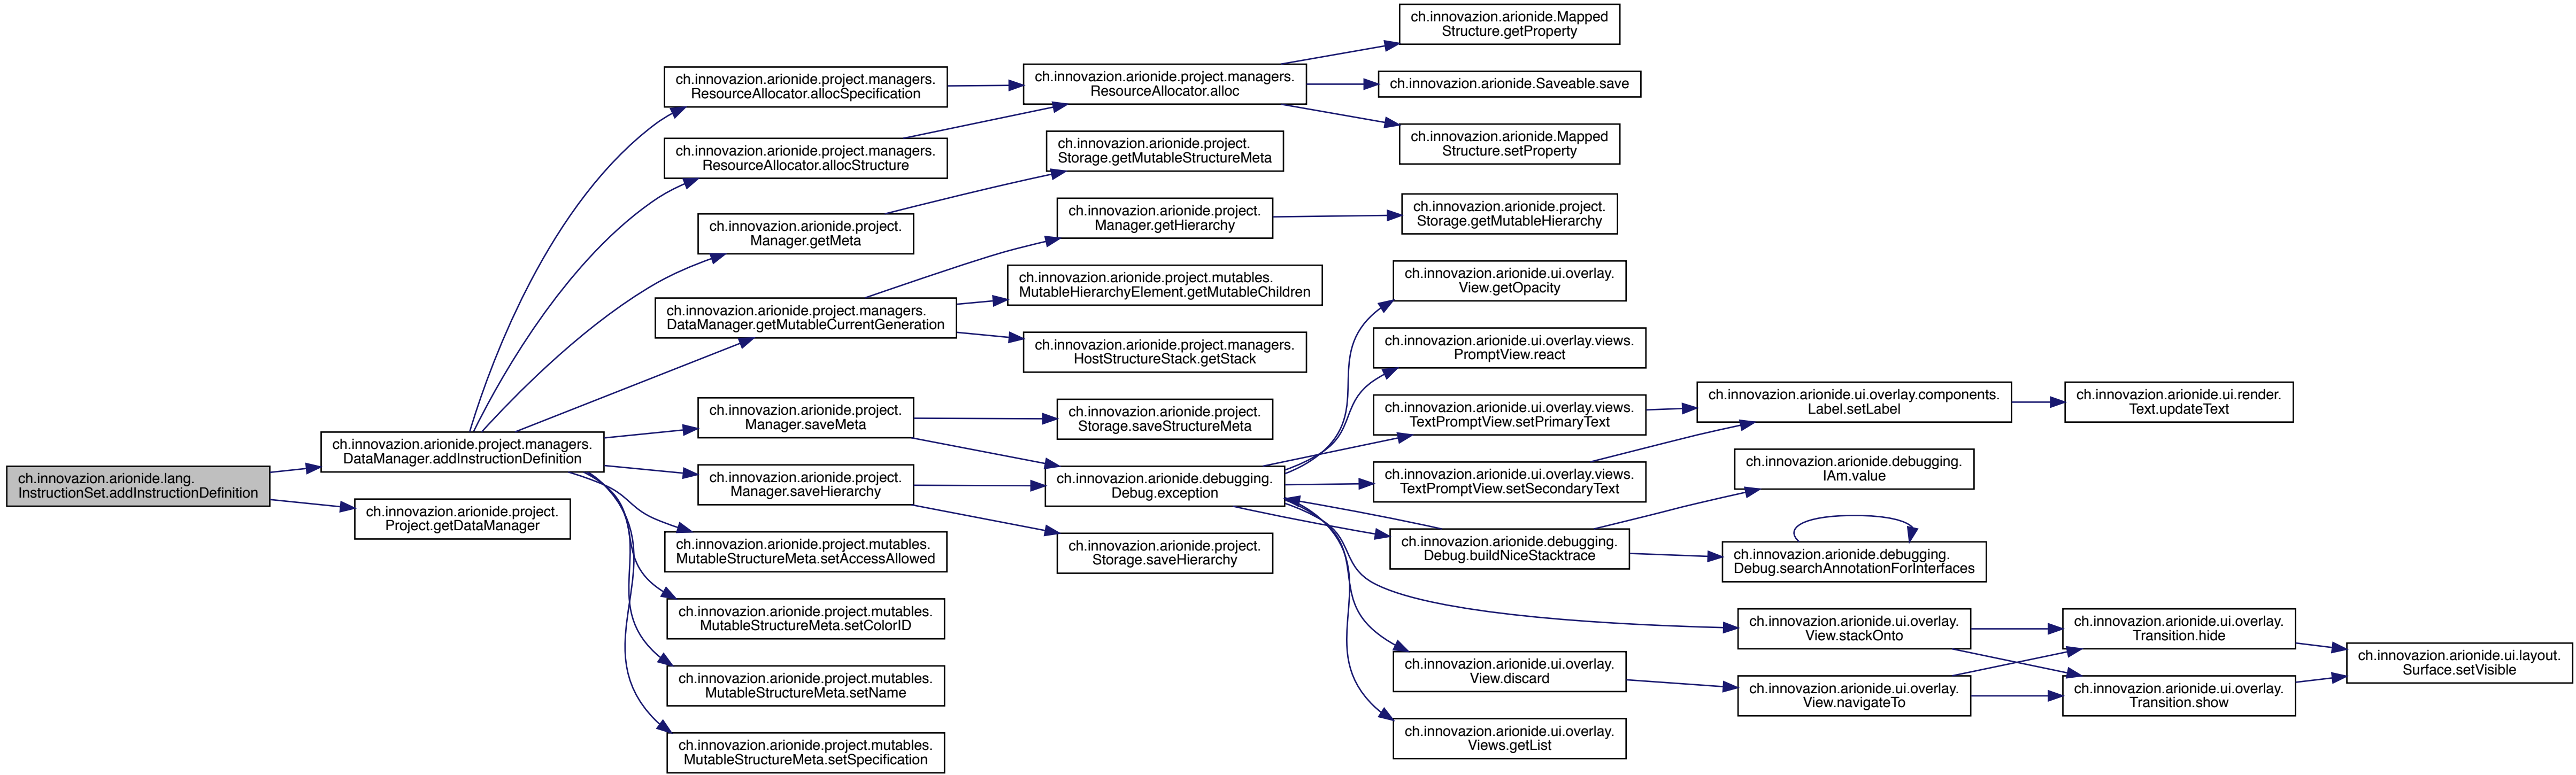 ch.innovazion.arionide.lang.
InstructionSet.addInstructionDefinition
ch.innovazion.arionide.project.managers.
DataManager.addInstructionDefinition
ch.innovazion.arionide.project.
Project.getDataManager
ch.innovazion.arionide.project.managers.
ResourceAllocator.allocSpecification
ch.innovazion.arionide.project.managers.
ResourceAllocator.allocStructure
ch.innovazion.arionide.project.
Manager.getMeta
ch.innovazion.arionide.project.managers.
DataManager.getMutableCurrentGeneration
ch.innovazion.arionide.project.
Manager.saveMeta
ch.innovazion.arionide.project.
Manager.saveHierarchy
ch.innovazion.arionide.project.mutables.
MutableStructureMeta.setAccessAllowed
ch.innovazion.arionide.project.mutables.
MutableStructureMeta.setColorID
ch.innovazion.arionide.project.mutables.
MutableStructureMeta.setName
ch.innovazion.arionide.project.mutables.
MutableStructureMeta.setSpecification
ch.innovazion.arionide.project.managers.
ResourceAllocator.alloc
ch.innovazion.arionide.project.
Storage.getMutableStructureMeta
ch.innovazion.arionide.project.
Manager.getHierarchy
ch.innovazion.arionide.project.mutables.
MutableHierarchyElement.getMutableChildren
ch.innovazion.arionide.project.managers.
HostStructureStack.getStack
ch.innovazion.arionide.project.
Storage.saveStructureMeta
ch.innovazion.arionide.debugging.
Debug.exception
ch.innovazion.arionide.project.
Storage.saveHierarchy
ch.innovazion.arionide.Mapped
Structure.getProperty
ch.innovazion.arionide.Saveable.save
ch.innovazion.arionide.Mapped
Structure.setProperty
ch.innovazion.arionide.project.
Storage.getMutableHierarchy
ch.innovazion.arionide.ui.overlay.
View.getOpacity
ch.innovazion.arionide.ui.overlay.views.
PromptView.react
ch.innovazion.arionide.ui.overlay.views.
TextPromptView.setPrimaryText
ch.innovazion.arionide.ui.overlay.views.
TextPromptView.setSecondaryText
ch.innovazion.arionide.debugging.
Debug.buildNiceStacktrace
ch.innovazion.arionide.ui.overlay.
View.discard
ch.innovazion.arionide.ui.overlay.
Views.getList
ch.innovazion.arionide.ui.overlay.components.
Label.setLabel
ch.innovazion.arionide.debugging.
IAm.value
ch.innovazion.arionide.debugging.
Debug.searchAnnotationForInterfaces
ch.innovazion.arionide.ui.overlay.
View.stackOnto
ch.innovazion.arionide.ui.overlay.
View.navigateTo
ch.innovazion.arionide.ui.render.
Text.updateText
ch.innovazion.arionide.ui.overlay.
Transition.hide
ch.innovazion.arionide.ui.overlay.
Transition.show
ch.innovazion.arionide.ui.layout.
Surface.setVisible